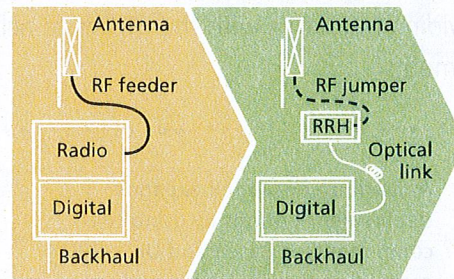 Antenna
RF feeder
Radio
Digital
Backhaul
Antenna
RF jumper
RRH
Optical
link
Digital
Backhaul